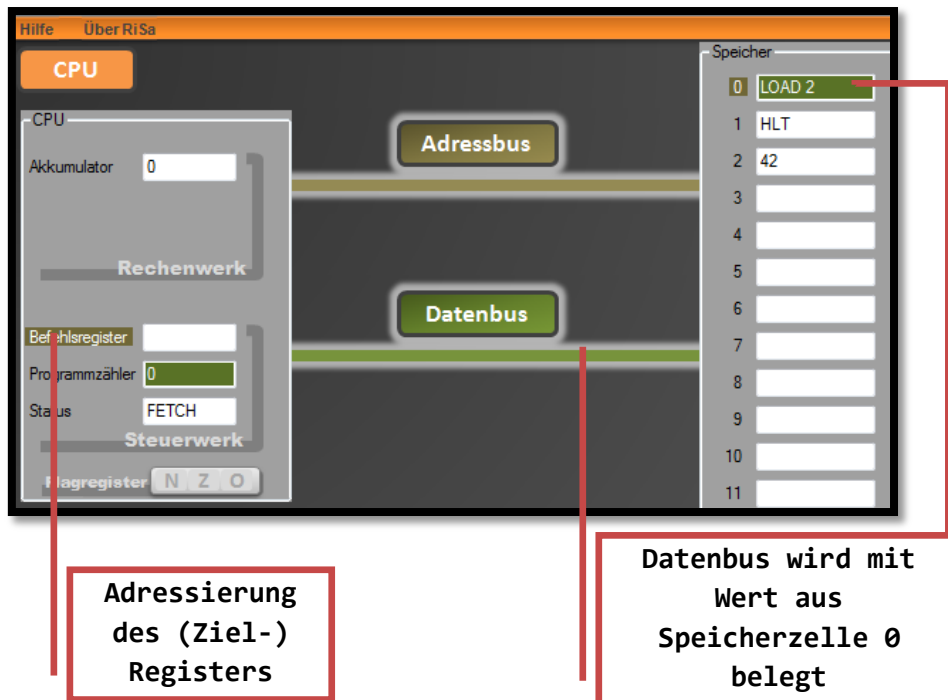 Hilfe Über RiSa
CPU
CPU
Akkumulator 0
Rechenwerk
Befehlsregister
Programmzähler 0
Status FETCH
Steuerwerk
Flagregister N Z O
Adressbus
Datenbus
Speicher
0 LOAD 2
1 HLT
2 42
3
4
5
6
7
8
9
10
11
Adressierung
des (Ziel-)
Registers
Datenbus wird mit
Wert aus
Speicherzelle 0
belegt